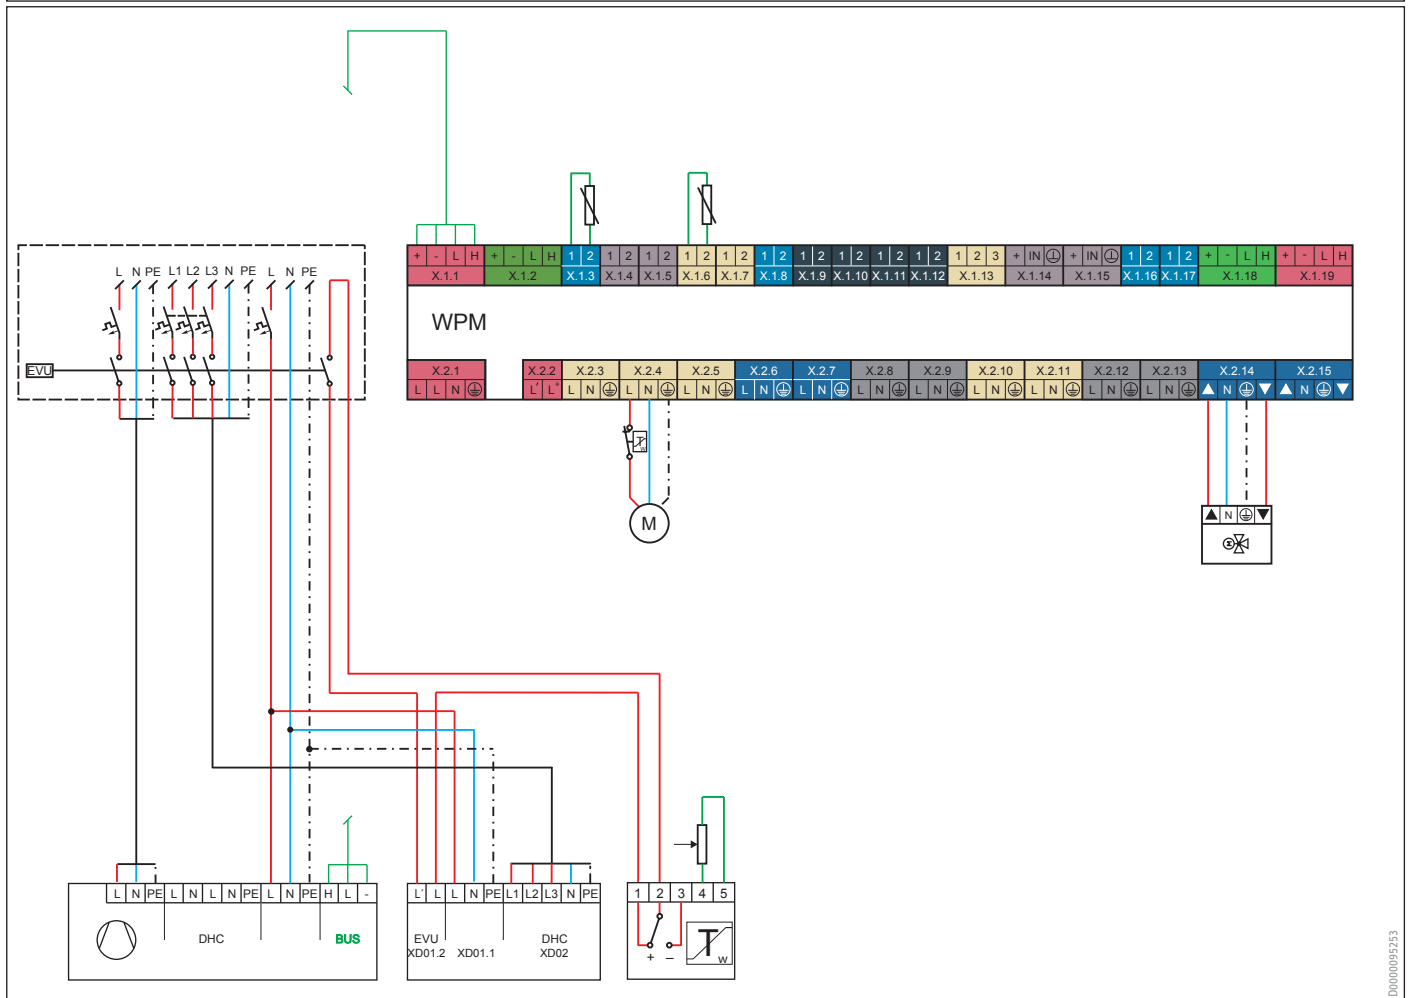 + - L H + - L H 1 2 1 2 1 2 1 2 1 2 1 2 1 2 1 2 1 2 1 2 1 2 3 + IN + IN 1 2 1 2 + - L H + - L H
X.1.1 X.1.2 X.1.3 X.1.4 X.1.5 X.1.6 X.1.7 X.1.8 X.1.9 X.1.10 X.1.11 X.1.12 X.1.13 X.1.14 X.1.15 X.1.16 X.1.17 X.1.18 X.1.19
L N PE L1 L2 L3 N PE L N PE
WPM
EVU
X.2.1 X.2.2 X.2.3 X.2.4 X.2.5 X.2.6 X.2.7 X.2.8 X.2.9 X.2.10 X.2.11 X.2.12 X.2.13 X.2.14 X.2.15
L L N L' L* L N L N L N L N L N L N L N L N L N L N L N ▲ N ▼ ▲ N ▼
T
W
M
▲ N ▼
M
L N PE L N L N PE L N PE H L -
DHC
BUS
L' L L N PE L1 L2 L3 N PE
EVU
XD01.2 XD01.1
DHC
XD02
1 2 3 4 5
+ –
T
W
D0000095253